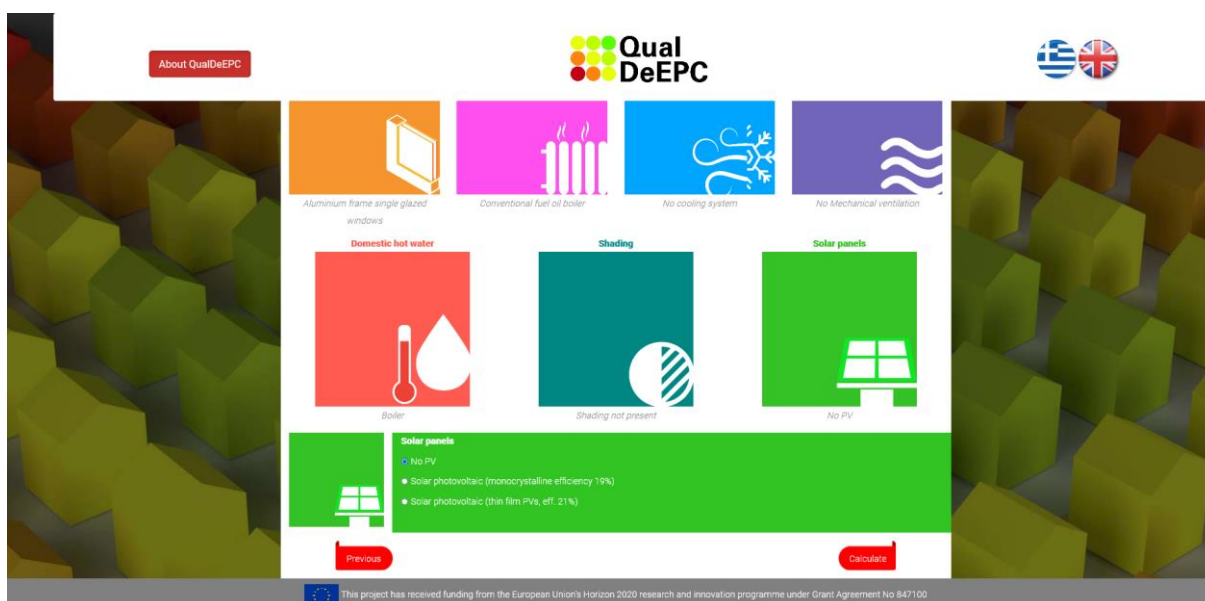 About QualDeEPC
Qual
DeEPC
Aluminium frame single glazed
windows
Conventional fuel oil boiler
No cooling system
No Mechanical ventilation
Domestic hot water
Shading
Solar panels
Boiler
Shading not present
No PV
Solar panels
No PV
Solar photovoltaic (monocrystalline efficiency 19%)
Solar photovoltaic (thin film PVs, eff. 21%)
Previous
Calculate
This project has received funding from the European Union's Horizon 2020 research and innovation programme under Grant Agreement No 847100